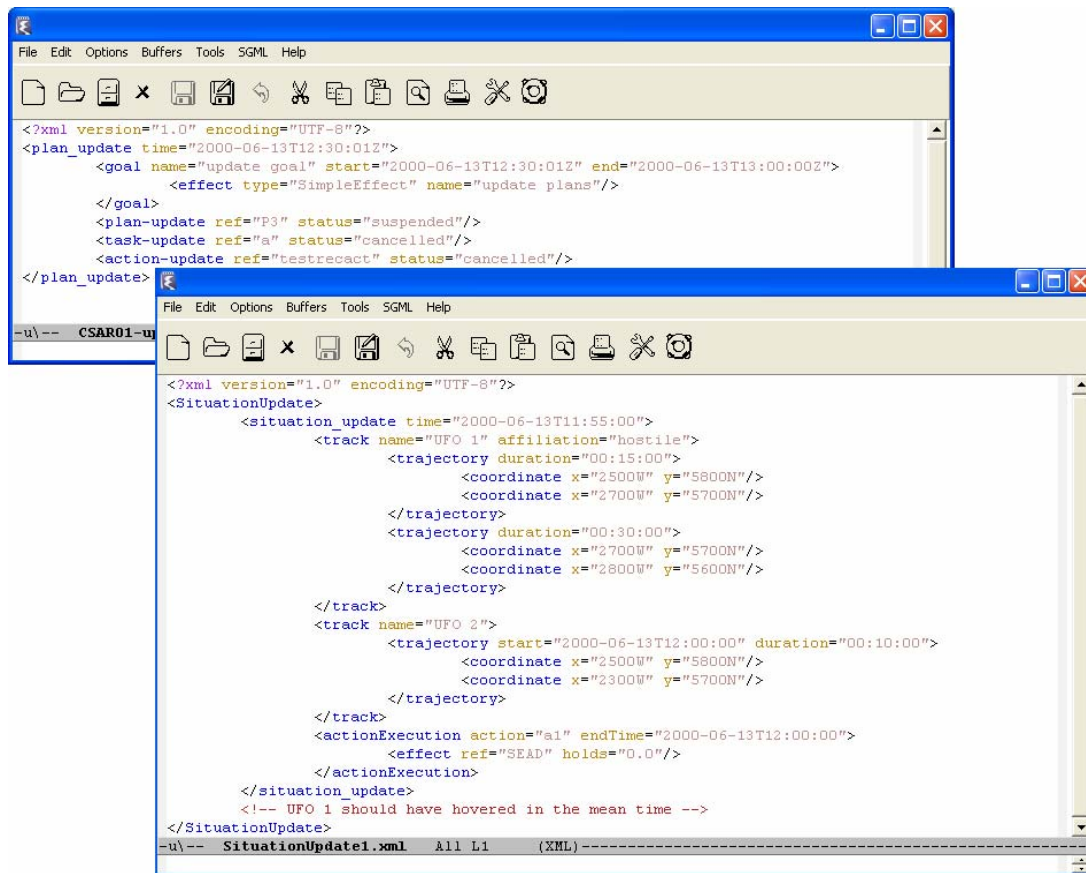 File Edit Options Buffers Tools SGML Help
<?xml version="1.0" encoding="UTF-8"?>
<plan_update time="2000-06-13T12:30:01Z">
<goal name="update goal" start="2000-06-13T12:30:01Z" end="2000-06-13T13:00:00Z">
<effect type="SimpleEffect" name="update plans"/>
</goal>
<plan-update ref="P3" status="suspended"/>
<task-update ref="a" status="cancelled"/>
<action-update ref="testrecact" status="cancelled"/>
</plan_update>
-u\-- CSAR01-up
File Edit Options Buffers Tools SGML Help
<?xml version="1.0" encoding="UTF-8"?>
<SituationUpdate>
<situation_update time="2000-06-13T11:55:00">
<track name="UFO 1" affiliation="hostile">
<trajectory duration="00:15:00">
<coordinate x="2500W" y="5800N"/>
<coordinate x="2700W" y="5700N"/>
</trajectory>
<trajectory duration="00:30:00">
<coordinate x="2700W" y="5700N"/>
<coordinate x="2800W" y="5600N"/>
</trajectory>
</track>
<track name="UFO 2">
<trajectory start="2000-06-13T12:00:00" duration="00:10:00">
<coordinate x="2500W" y="5800N"/>
<coordinate x="2300W" y="5700N"/>
</trajectory>
</track>
<actionExecution action="a1" endTime="2000-06-13T12:00:00">
<effect ref="SEAD" holds="0.0"/>
</actionExecution>
</situation_update>
<!-- UFO 1 should have hovered in the mean time -->
</SituationUpdate>
-u\-- SituationUpdate1.xml All L1 (XML)----------------------------------------------------